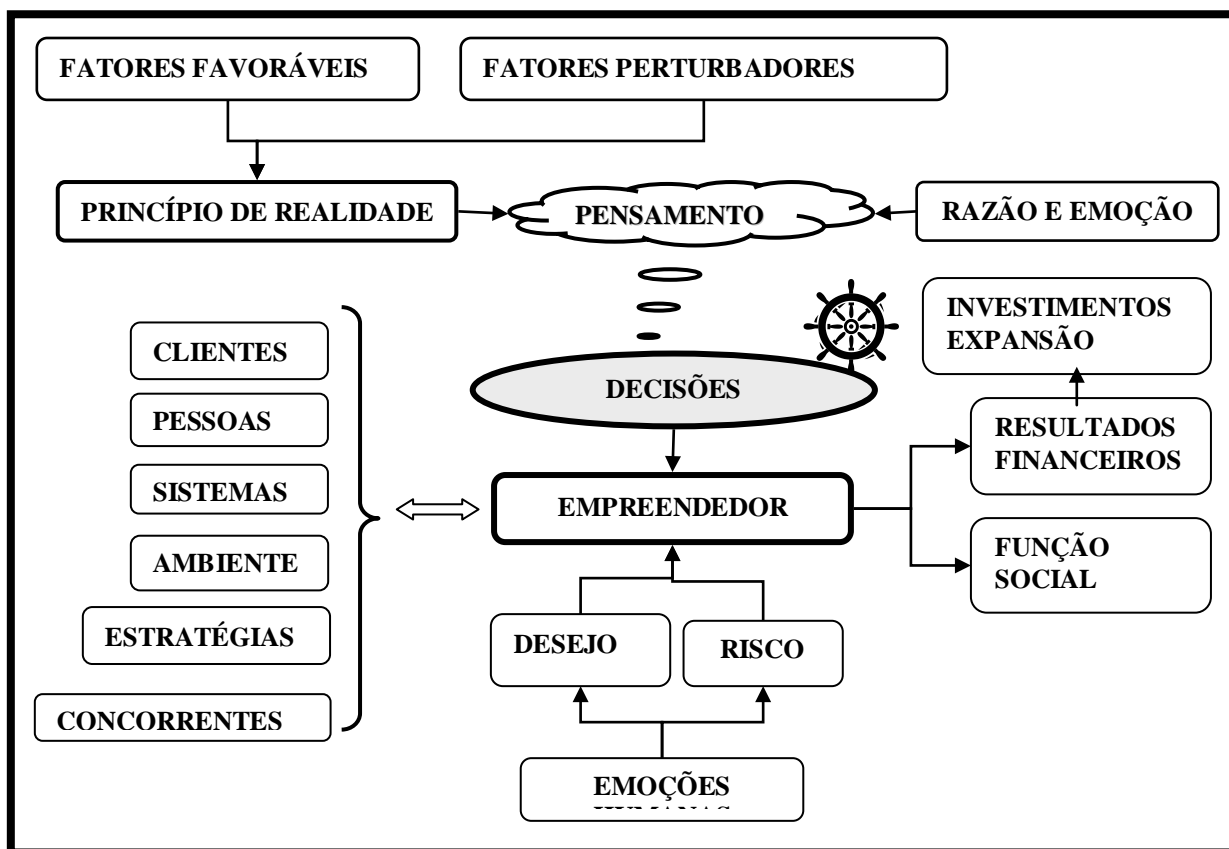 FATORES FAVORÁVEIS
FATORES PERTURBADORES
PRINCÍPIO DE REALIDADE
PENSAMENTO
RAZÃO E EMOÇÃO
INVESTIMENTOS
EXPANSÃO
CLIENTES
PESSOAS
SISTEMAS
AMBIENTE
ESTRATÉGIAS
CONCORRENTES
DECISÕES
EMPREENDEDOR
RESULTADOS
FINANCEIROS
FUNÇÃO
SOCIAL
DESEJO
RISCO
EMOÇÕES